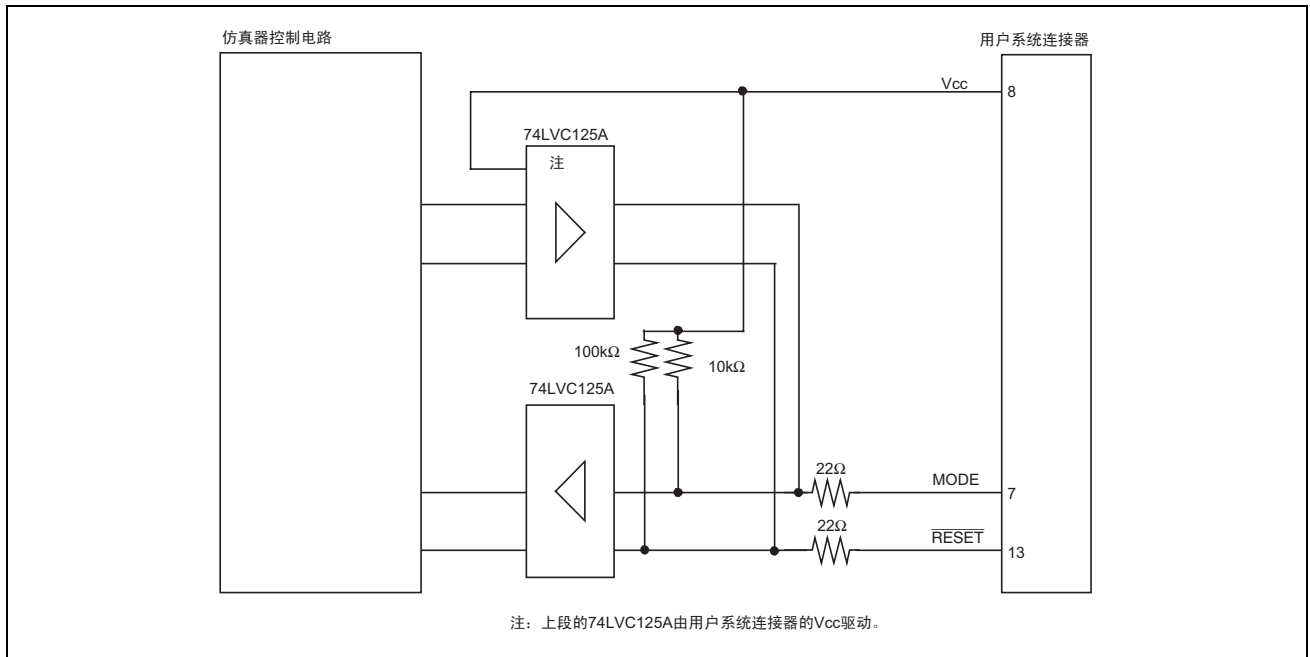 仿真器控制电路
用户系统连接器
Vcc
8
74LVC125A
注
100kΩ
10kΩ
74LVC125A
22Ω
MODE
7
22Ω
RESET
13
注：上段的74LVC125A由用户系统连接器的Vcc驱动。